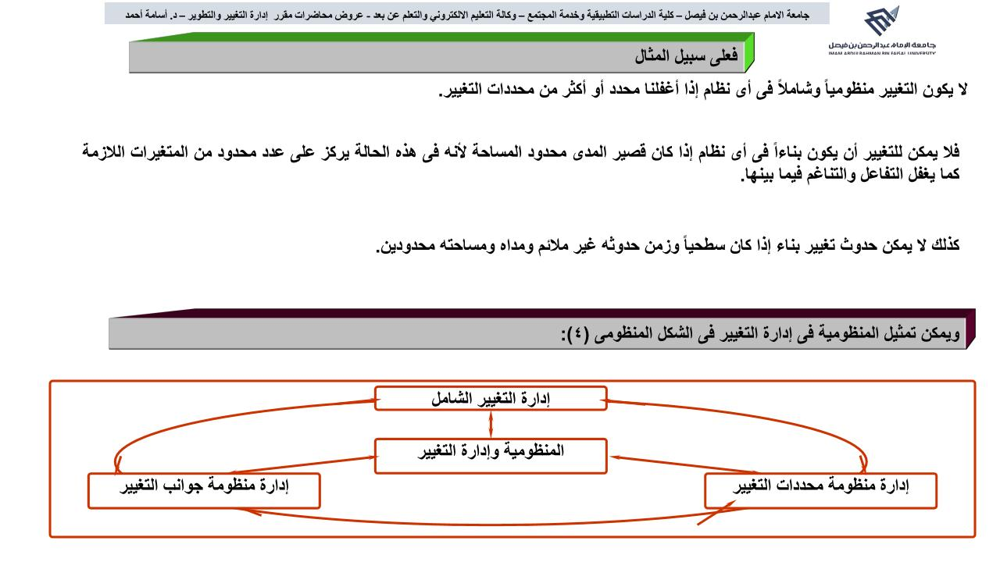 جامعة الامام عبدالرحمن بن فيصل – كلية الدراسات التطبيقية وخدمة المجتمع – وكالة التعليم الالكتروني والتعلم عن بعد - عروض محاضرات مقرر إدارة التغيير والتطوير – د. أسامة أحمد
جامعة الإمام عبدالرحمن بن فيصل
IMAM ABDULRAHMAN BIN FAISAL UNIVERSITY
فعلى سبيل المثال
لا يكون التغيير منظومياً وشاملاً فى أى نظام إذا أغفلنا محدد أو أكثر من محددات التغيير.
فلا يمكن للتغيير أن يكون بناءاً فى أى نظام إذا كان قصير المدى محدود المساحة لأنه فى هذه الحالة يركز على عدد محدود من المتغيرات اللازمة
كما يغفل التفاعل والتناغم فيما بينها.
كذلك لا يمكن حدوث تغيير بناء إذا كان سطحياً وزمن حدوثه غير ملائم ومداه ومساحته محدودين.
ويمكن تمثيل المنظومية فى إدارة التغيير فى الشكل المنظومى (٤):
إدارة التغيير الشامل
المنظومية وإدارة التغيير
إدارة منظومة محددات التغيير
إدارة منظومة جوانب التغيير